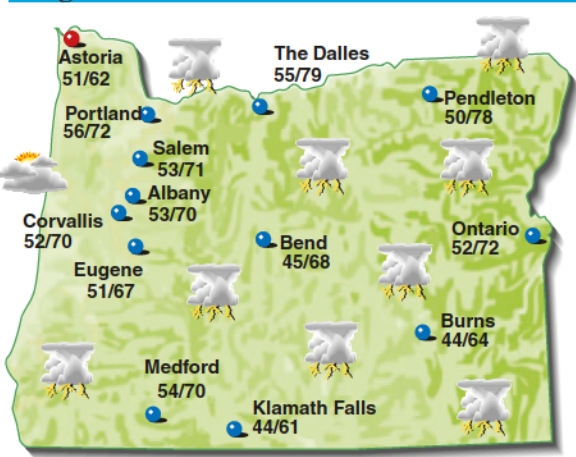 The Dalles
55/79
Astoria
51/62
Pendleton
50/78
Portland
56/72
Salem
53/71
Albany
53/70
Corvallis
52/70
Ontario
52/72
Bend
45/68
Eugene
51/67
Burns
44/64
Medford
54/70
Klamath Falls
44/61